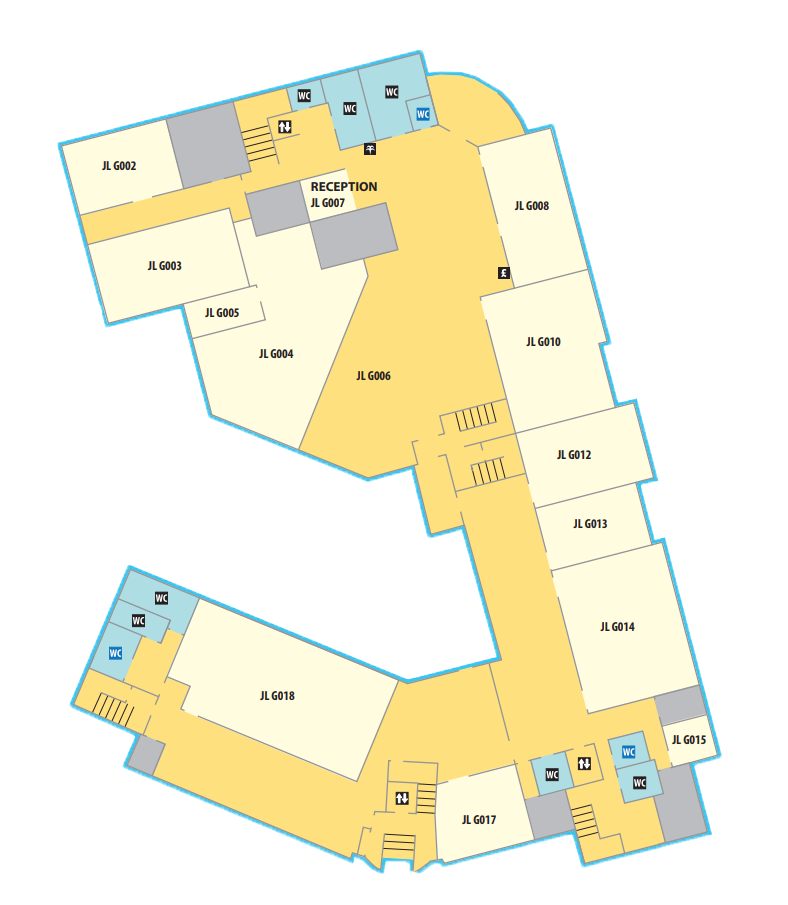 WC
WC
WC
WC
JL G002
RECEPTION
JL G007
JL G008
JL G003
£
JL G005
JL G010
JL G004
JL G006
JL G012
JL G013
WC
WC
JL G014
WC
JL G018
JL G015
WC
WC
WC
JL G017